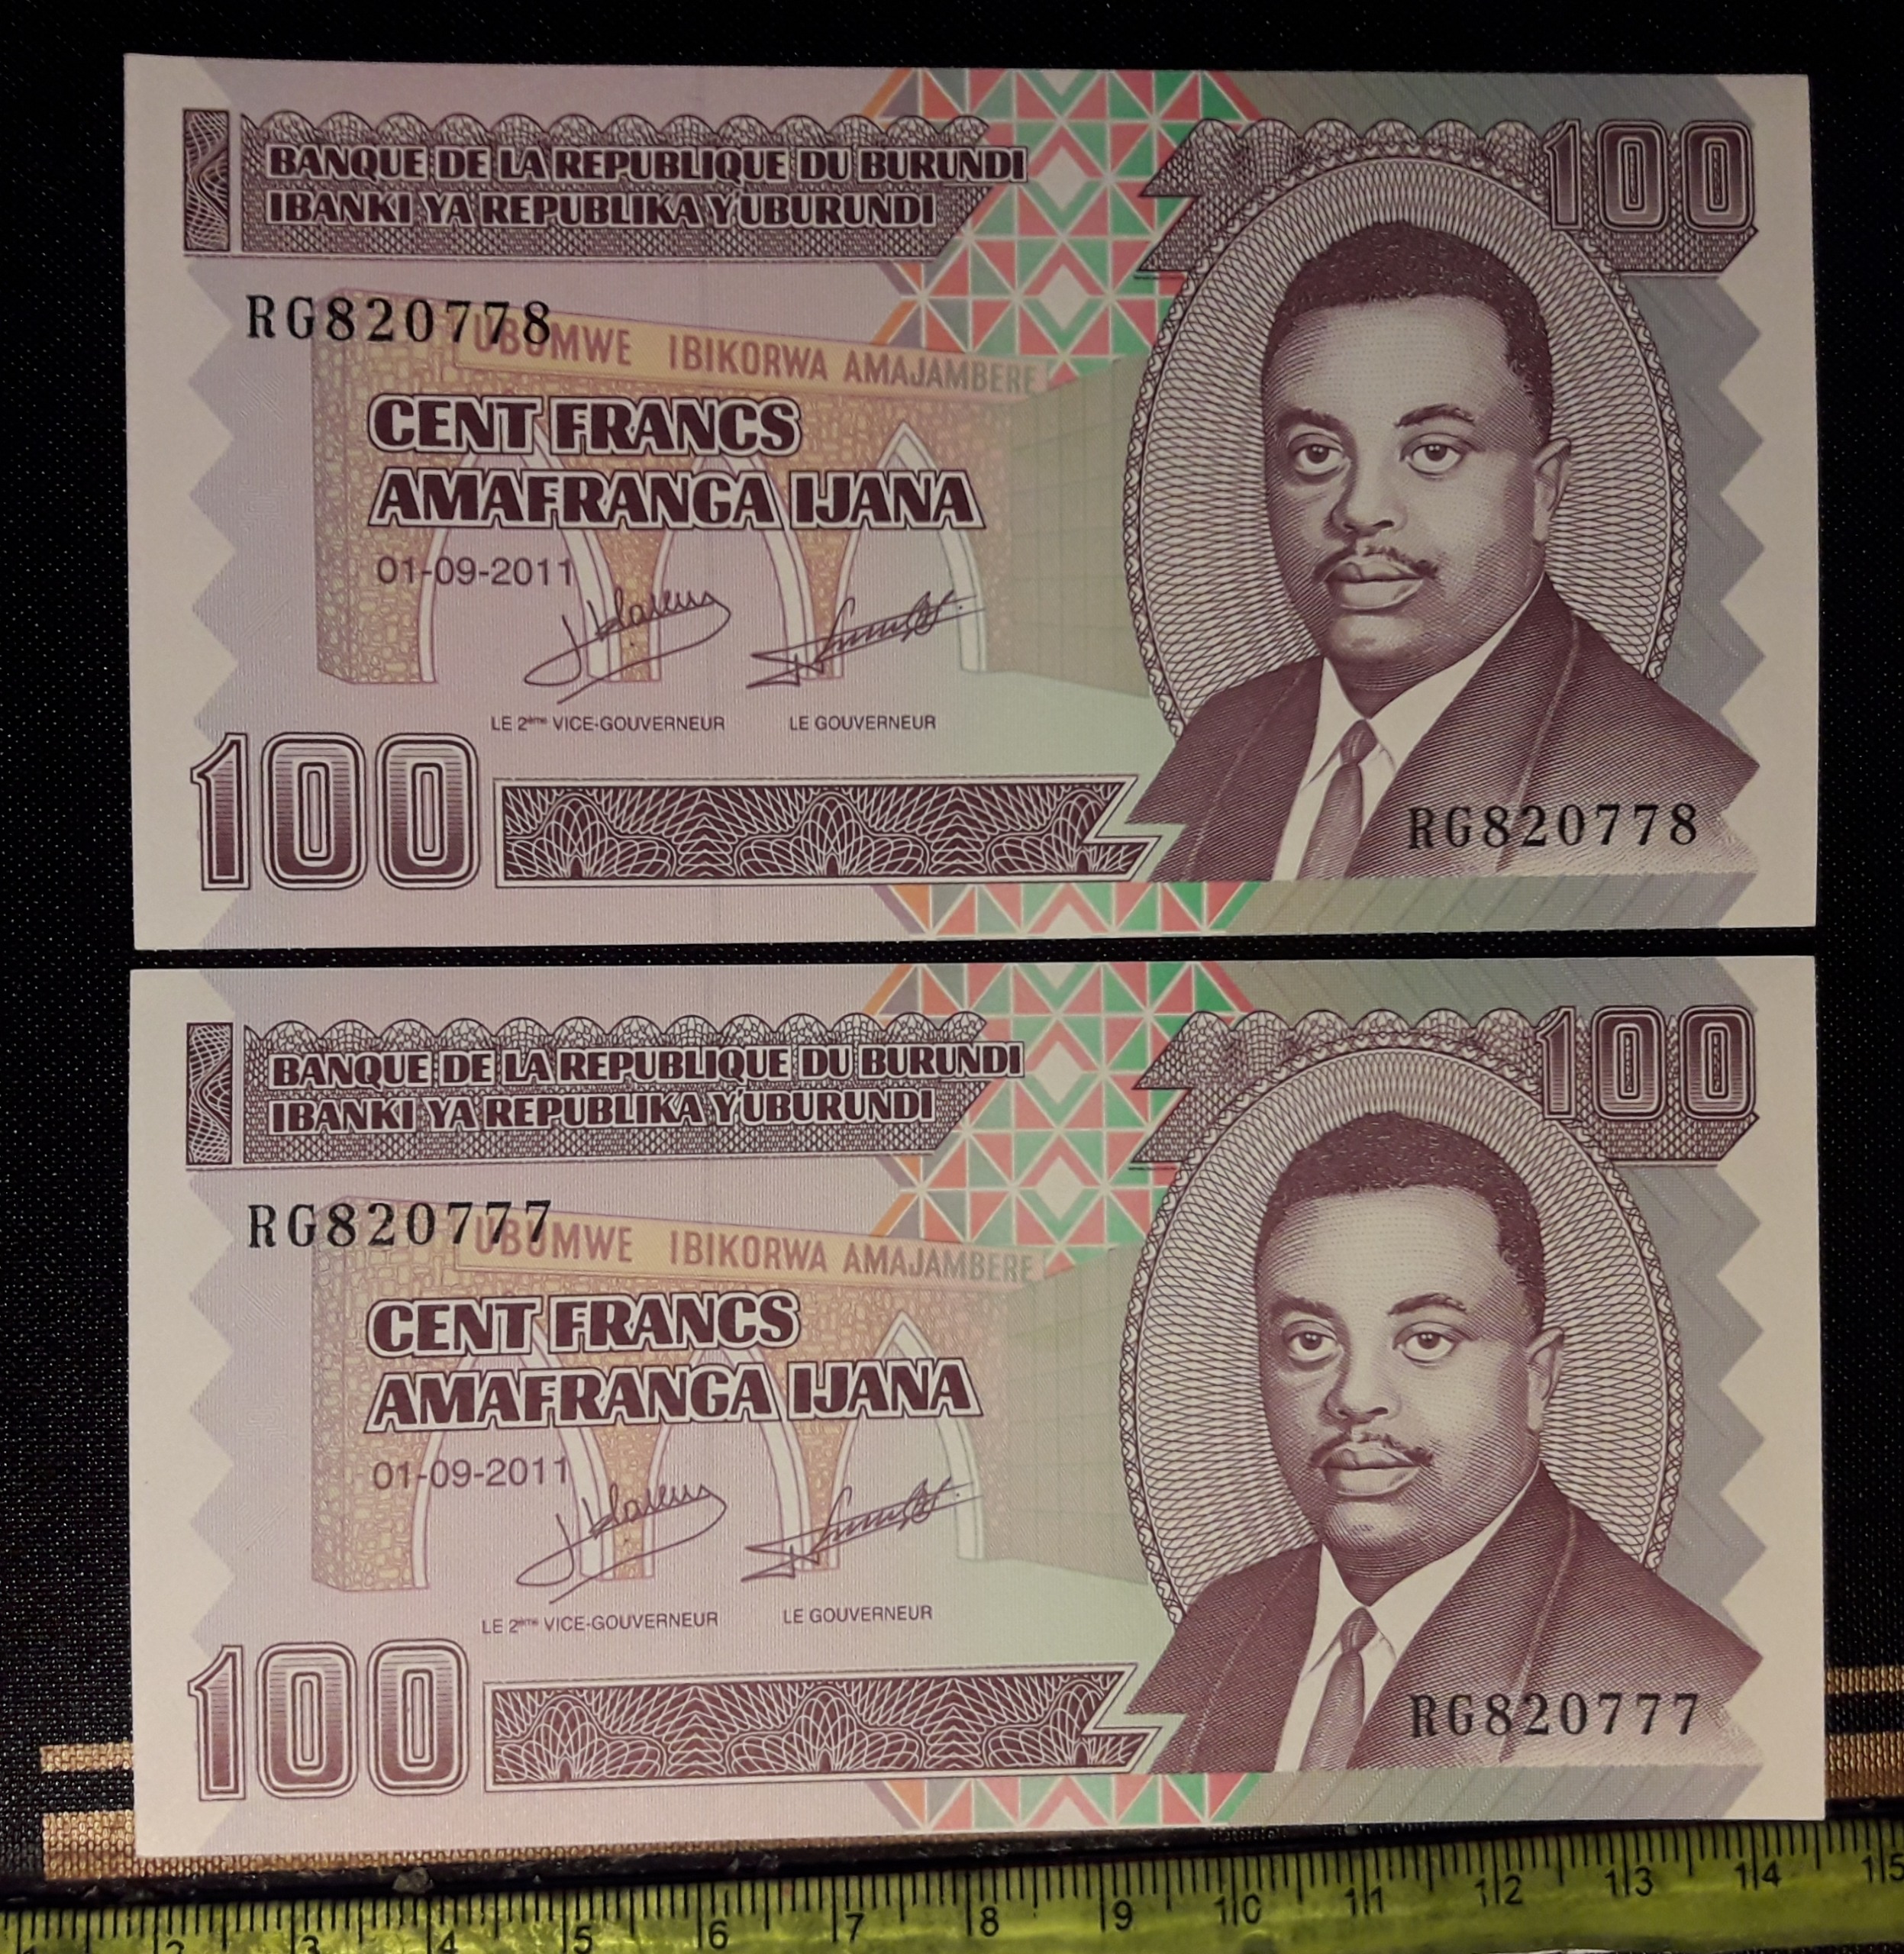 BANQUE DE LA REPUBLIQUE DU BURUNDI
IBANKI YA REPUBLIKA Y'UBURUNDI
100
RG820778
UBUMWE IBIKORWA AMAJAMBERE
CENT FRANCS
AMAFRANGA IJANA
01-09-2011
LE 2ème VICE-GOUVERNEUR LE GOUVERNEUR
100
RG820778
BANQUE DE LA REPUBLIQUE DU BURUNDI
IBANKI YA REPUBLIKA Y'UBURUNDI
100
RG820777
UBUMWE IBIKORWA AMAJAMBERE
CENT FRANCS
AMAFRANGA IJANA
01-09-2011
LE 2ème VICE-GOUVERNEUR LE GOUVERNEUR
100
RG820777
2 3 4 5 6 7 8 9 10 11 12 13 14 15